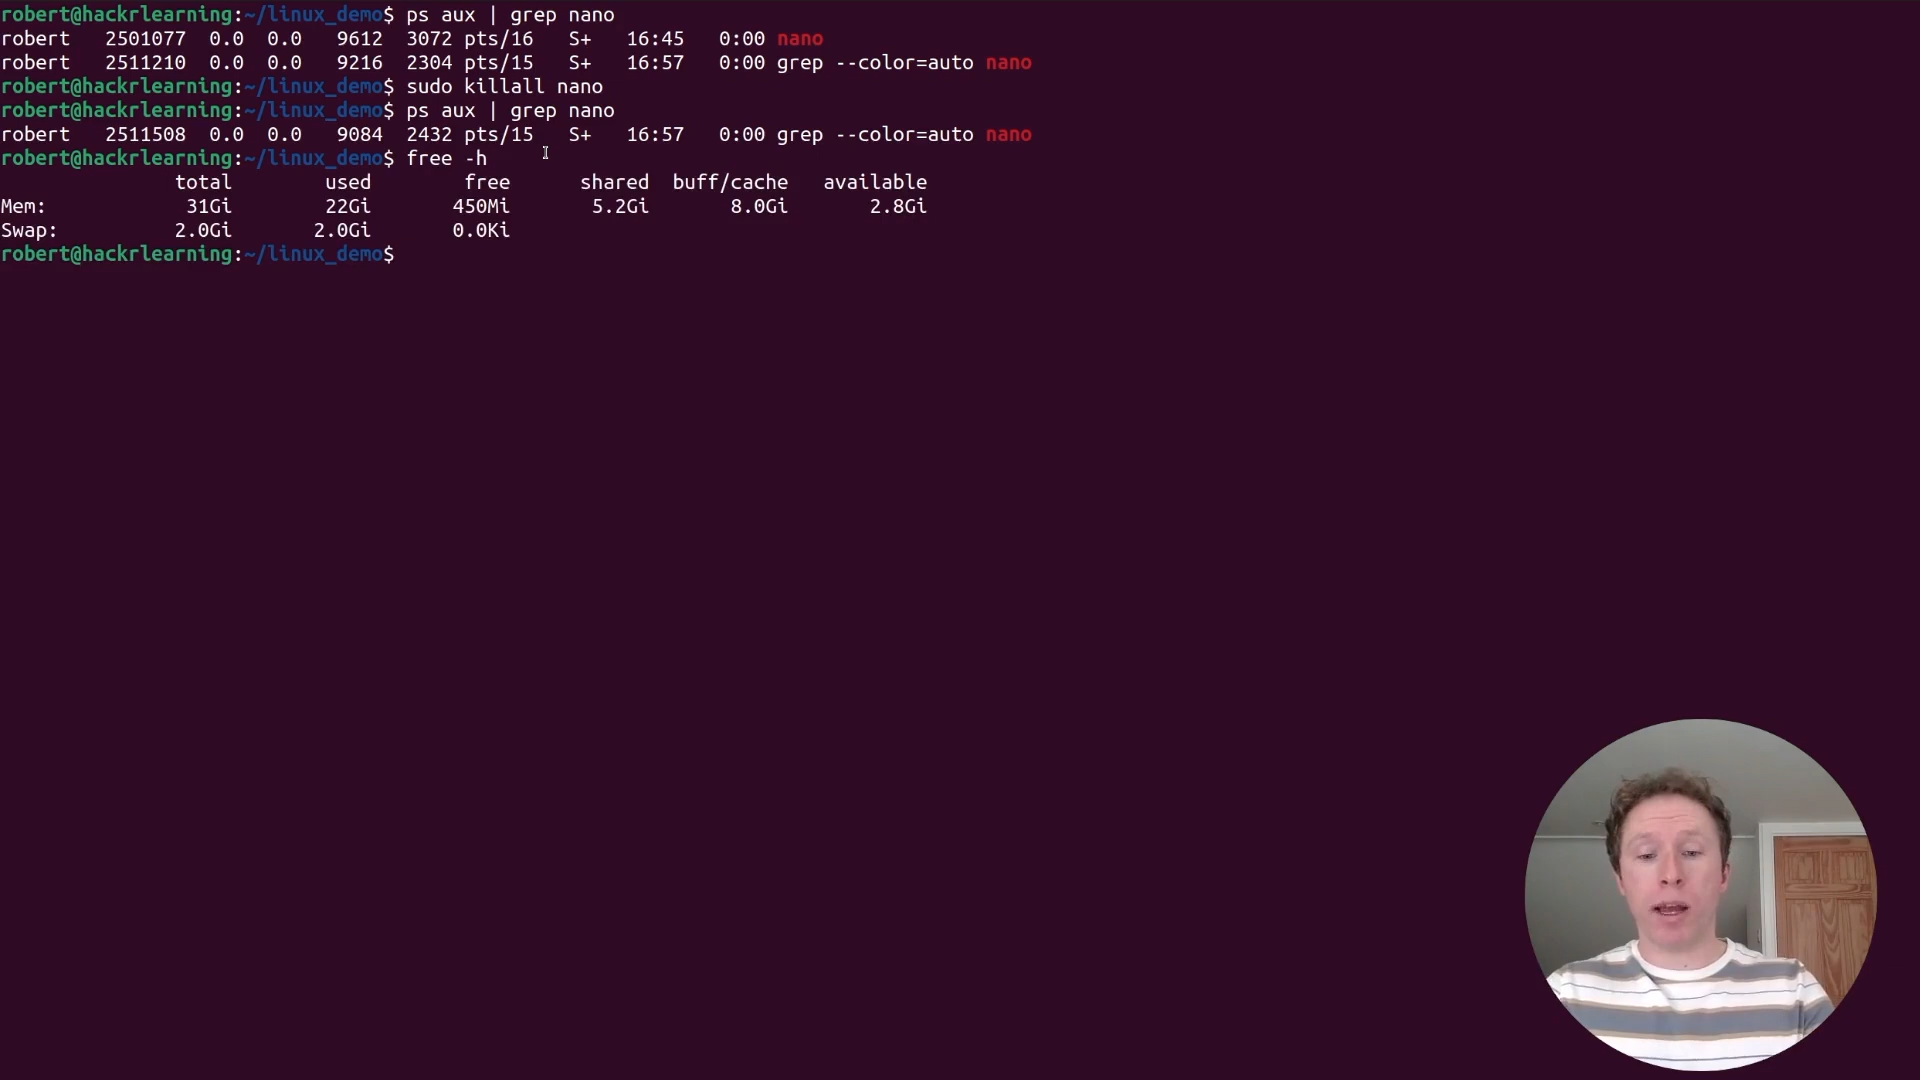 robert@hackrlearning:~/linux_demo$ ps aux | grep nano
robert   2501077  0.0  0.0   9612  3072 pts/16   S+   16:45   0:00 nano
robert   2511210  0.0  0.0   9216  2304 pts/15   S+   16:57   0:00 grep --color=auto nano
robert@hackrlearning:~/linux_demo$ sudo killall nano
robert@hackrlearning:~/linux_demo$ ps aux | grep nano
robert   2511508  0.0  0.0   9084  2432 pts/15   S+   16:57   0:00 grep --color=auto nano
robert@hackrlearning:~/linux_demo$ free -h
               total        used        free      shared  buff/cache   available
Mem:            31Gi        22Gi       450Mi       5.2Gi       8.0Gi       2.8Gi
Swap:          2.0Gi       2.0Gi       0.0Ki
robert@hackrlearning:~/linux_demo$